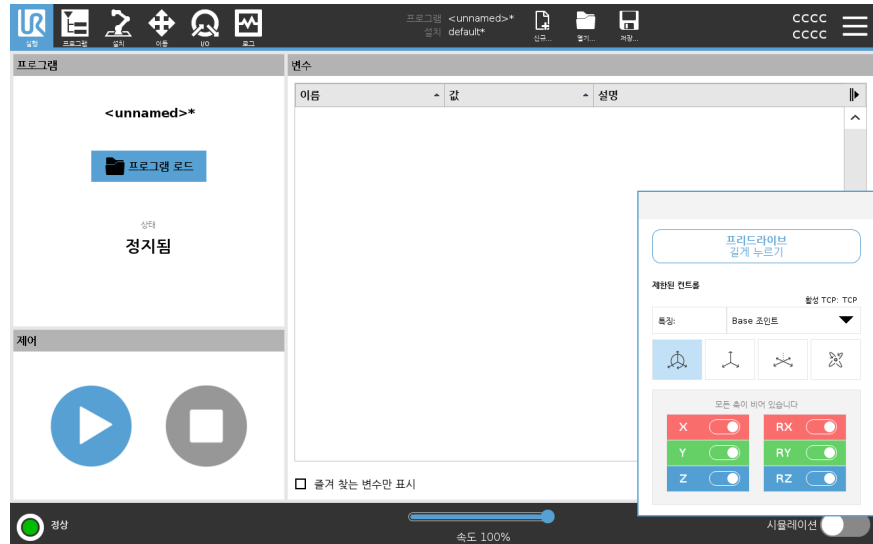 UR
실행
프로그램
설치
이동
I/O
로그
프로그램 <unnamed>*
설치 default*
신규...
열기...
저장...
cccc
cccc
프로그램
<unnamed>*
프로그램 로드
상태
정지됨
제어
변수
이름
값
설명
즐겨 찾는 변수만 표시
프리드라이브
길게 누르기
제한된 컨트롤
활성 TCP: TCP
특징:
Base 조인트
모든 축이 비어 있습니다
X
RX
Y
RY
Z
RZ
정상
속도 100%
시뮬레이션